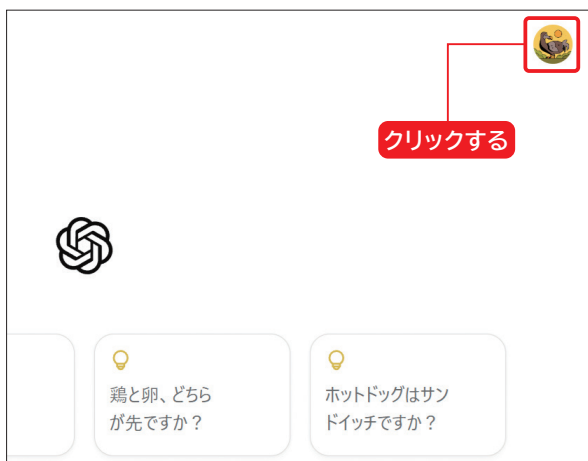 クリックする
鶏と卵、どちら
が先ですか？
ホットドッグはサン
ドイッチですか？